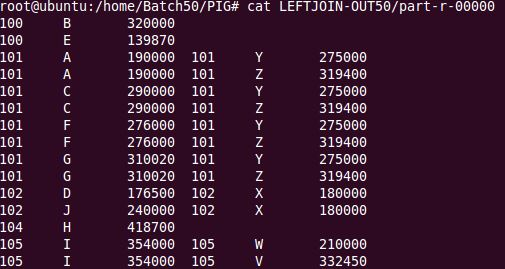 root@ubuntu:/home/Batch50/PIG# cat LEFTJOIN-OUT50/part-r-00000
100 B 320000
100 E 139870
101 A 190000 101 Y 275000
101 A 190000 101 Z 319400
101 C 290000 101 Y 275000
101 C 290000 101 Z 319400
101 F 276000 101 Y 275000
101 F 276000 101 Z 319400
101 G 310020 101 Y 275000
101 G 310020 101 Z 319400
102 D 176500 102 X 180000
102 J 240000 102 X 180000
104 H 418700
105 I 354000 105 W 210000
105 I 354000 105 V 332450